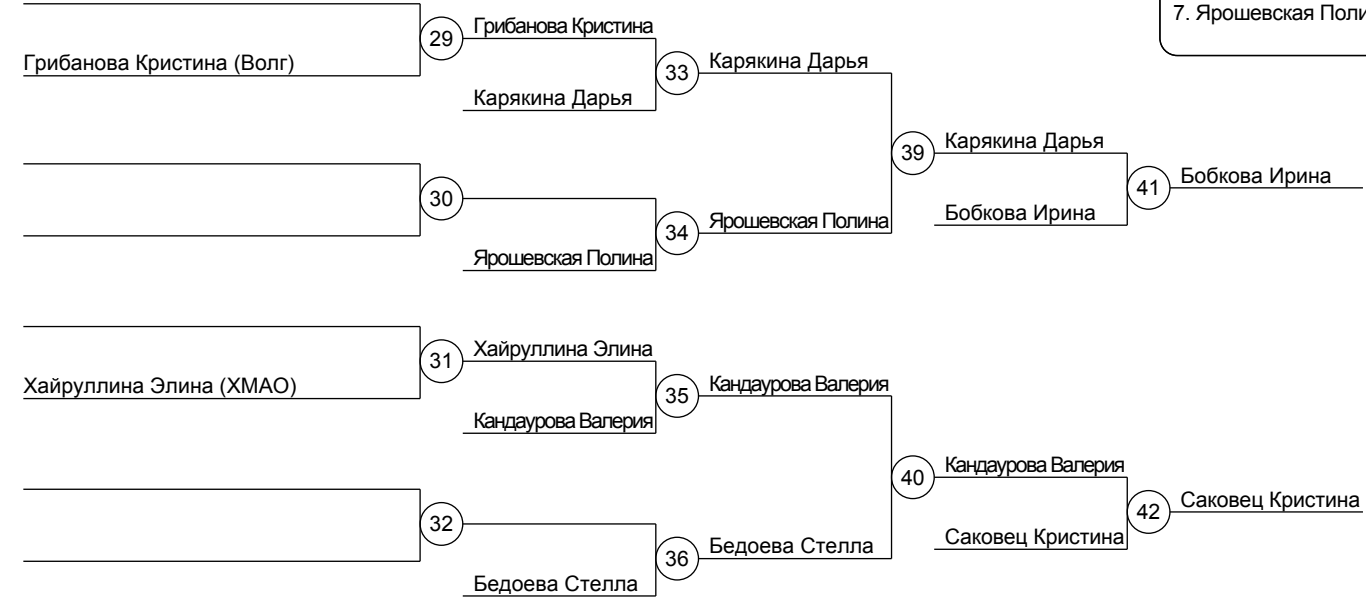 7. Ярошевская Поли
29
Грибанова Кристина
Грибанова Кристина (Волг)
33
Карякина Дарья
Карякина Дарья
39
Карякина Дарья
41
Бобкова Ирина
30
Бобкова Ирина
34
Ярошевская Полина
Ярошевская Полина
31
Хайруллина Элина
Хайруллина Элина (ХМАО)
35
Кандаурова Валерия
Кандаурова Валерия
40
Кандаурова Валерия
42
Саковец Кристина
32
Саковец Кристина
36
Бедоева Стелла
Бедоева Стелла